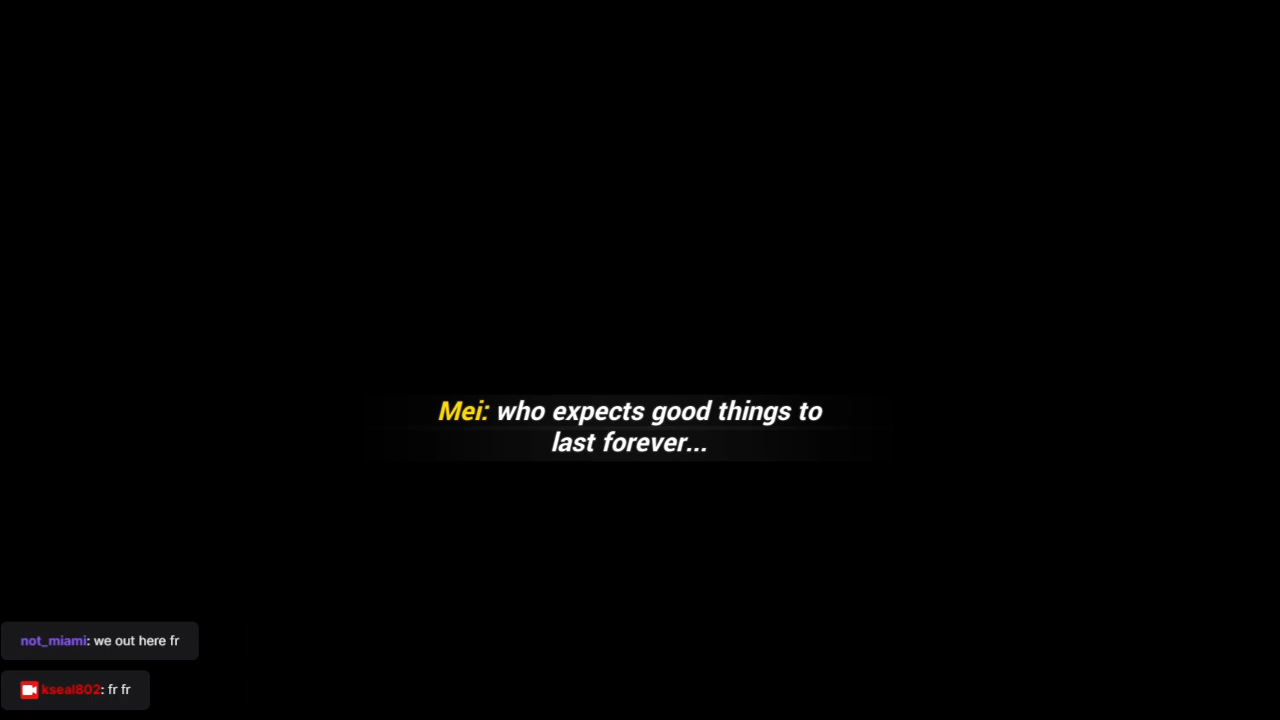 Mei: who expects good things to
last forever...
not_miami: we out here fr
kseal802: fr fr